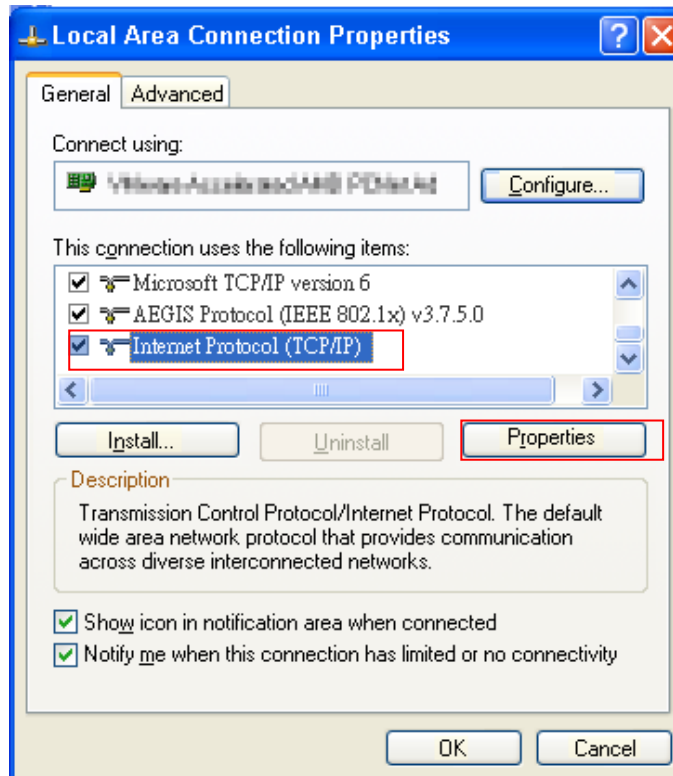 Local Area Connection Properties
General Advanced
Connect using:
Configure...
This connection uses the following items:
Microsoft TCP/IP version 6
AEGIS Protocol (IEEE 802.1x) v3.7.5.0
Internet Protocol (TCP/IP)
Install... Uninstall Properties
Description
Transmission Control Protocol/Internet Protocol. The default
wide area network protocol that provides communication
across diverse interconnected networks.
Show icon in notification area when connected
Notify me when this connection has limited or no connectivity
OK Cancel